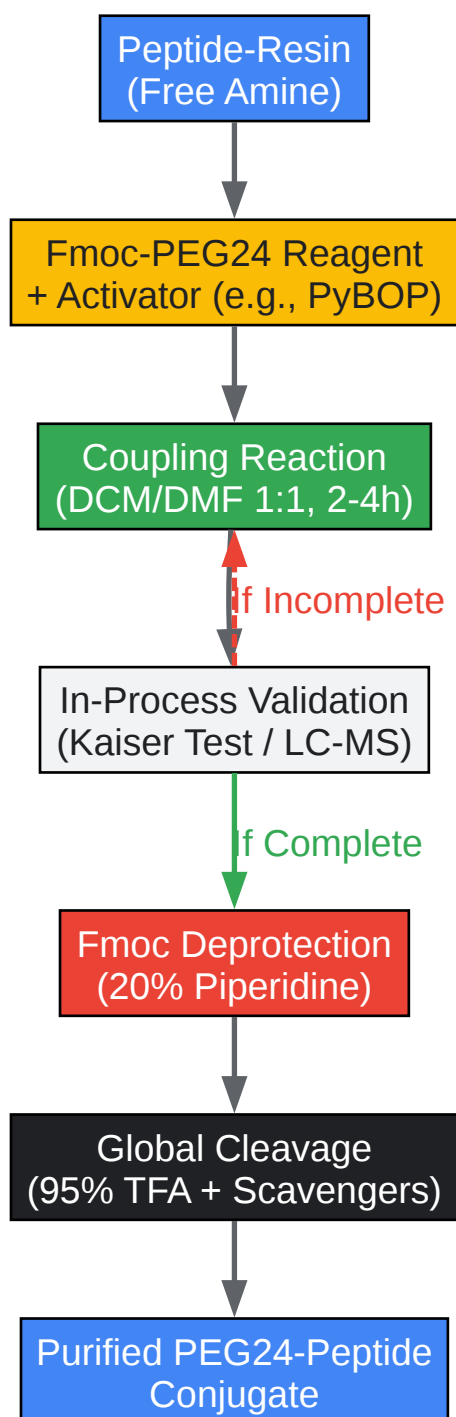 Peptide-Resin
(Free Amine)
Fmoc-PEG24 Reagent
+ Activator (e.g., PyBOP)
Coupling Reaction
(DCM/DMF 1:1, 2-4h)
If Incomplete
In-Process Validation
(Kaiser Test / LC-MS)
If Complete
Fmoc Deprotection
(20% Piperidine)
Global Cleavage
(95% TFA + Scavengers)
Purified PEG24-Peptide
Conjugate